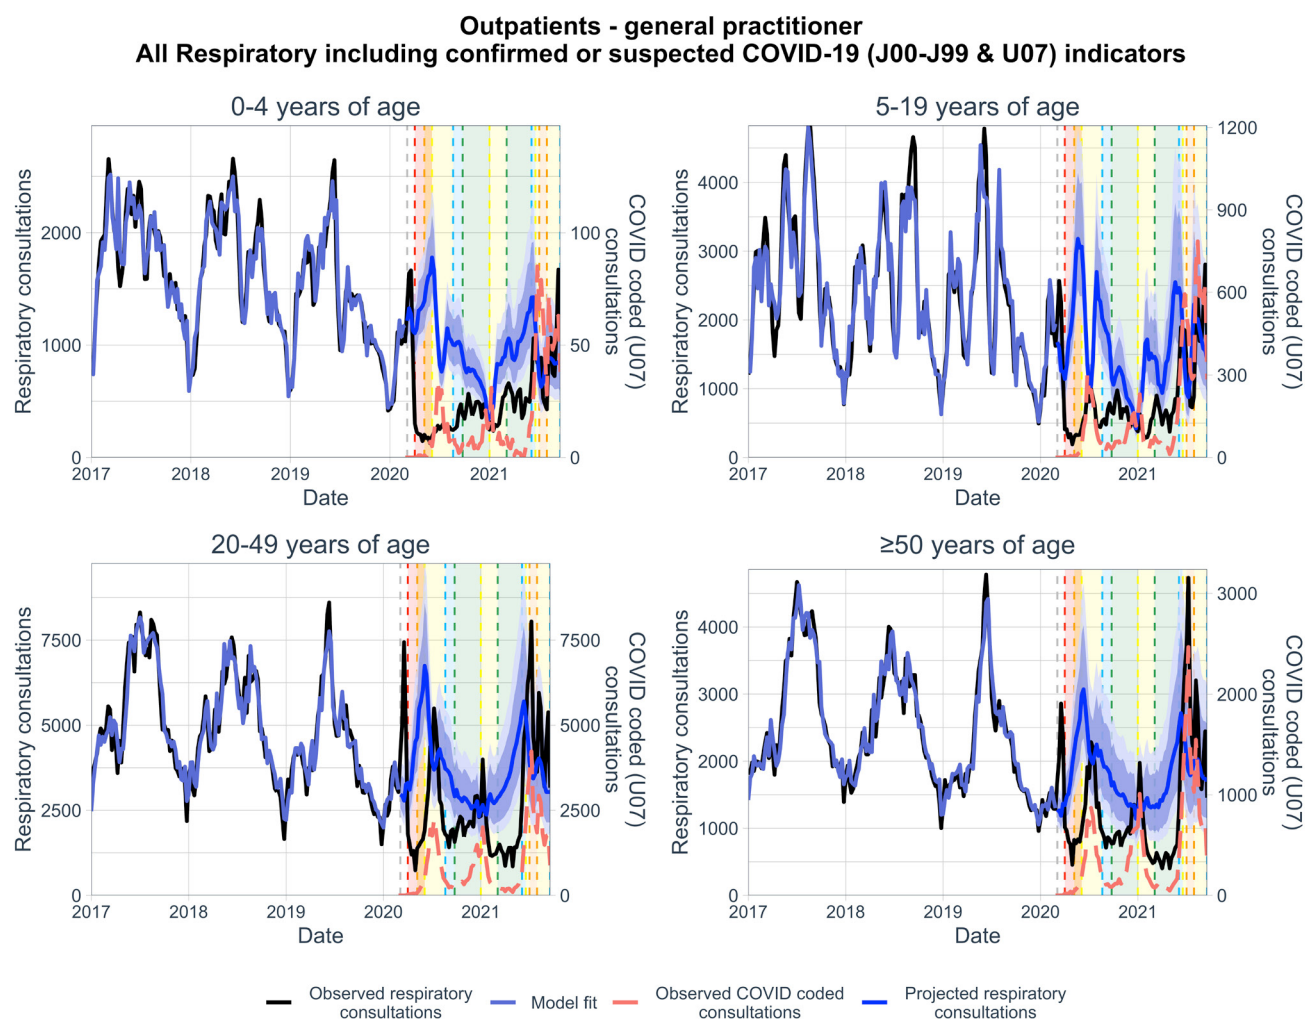 Outpatients - general practitioner
All Respiratory including confirmed or suspected COVID-19 (J00-J99 & U07) indicators
0-4 years of age
Respiratory consultations
2000
1000
0
100
50
0
COVID coded (U07)
consultations
2017 2018 2019 2020 2021
Date
5-19 years of age
Respiratory consultations
4000
3000
2000
1000
0
1200
900
600
300
0
COVID coded (U07)
consultations
2017 2018 2019 2020 2021
Date
20-49 years of age
Respiratory consultations
7500
5000
2500
0
7500
5000
2500
0
COVID coded (U07)
consultations
2017 2018 2019 2020 2021
Date
≥50 years of age
Respiratory consultations
4000
3000
2000
1000
0
3000
2000
1000
0
COVID coded (U07)
consultations
2017 2018 2019 2020 2021
Date
Observed respiratory
consultations
Model fit
Observed COVID coded
consultations
Projected respiratory
consultations